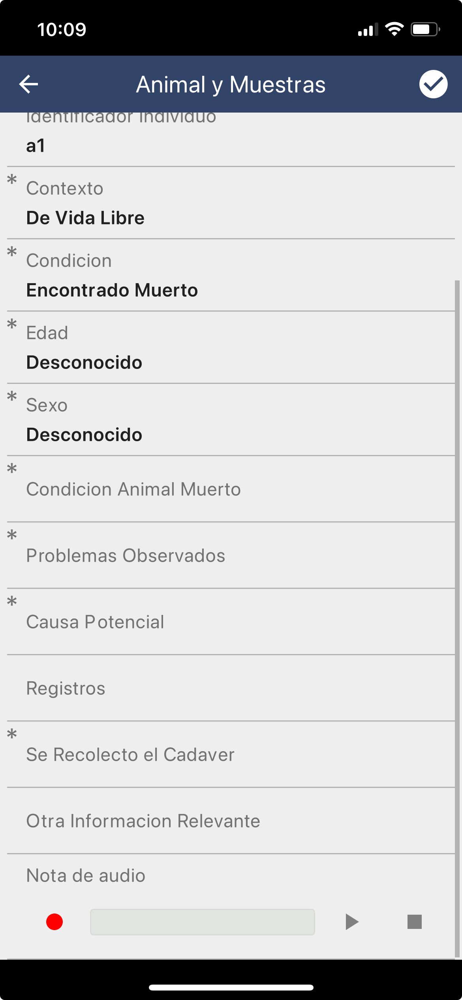 10:09
Animal y Muestras
Identificador Individuo
a1
* Contexto
De Vida Libre
* Condicion
Encontrado Muerto
* Edad
Desconocido
* Sexo
Desconocido
* Condicion Animal Muerto
* Problemas Observados
* Causa Potencial
Registros
* Se Recolecto el Cadaver
Otra Informacion Relevante
Nota de audio